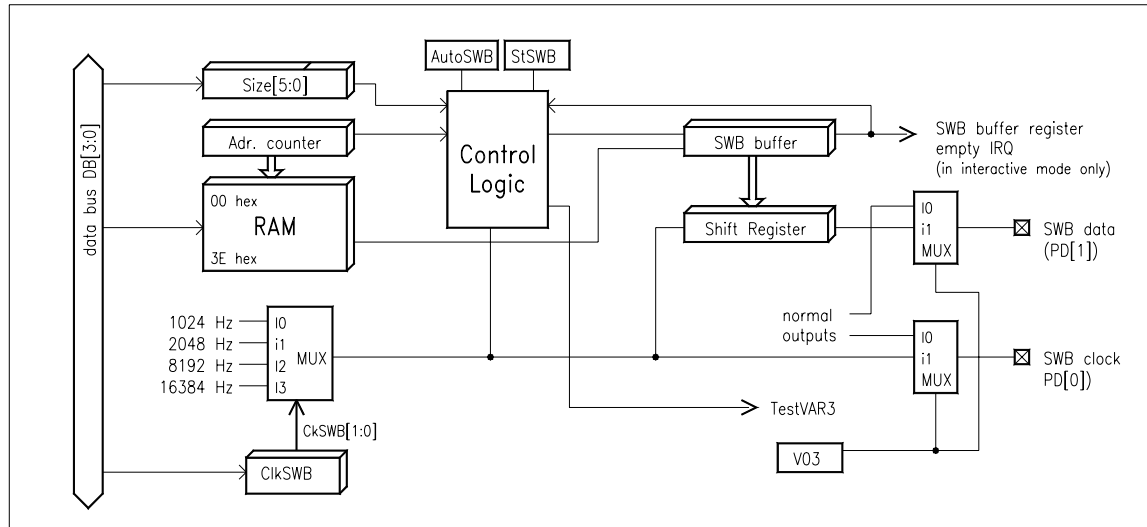 AutoSWB
StSWB
Size[5:0]
data bus DB[3:0]
Adr. counter
Control
Logic
SWB buffer
SWB buffer register
empty IRQ
(in interactive mode only)
00 hex
RAM
3E hex
Shift Register
I0
i1
MUX
SWB data
(PD[1])
normal
outputs
1024 Hz
2048 Hz
8192 Hz
16384 Hz
I0
i1
I2
I3
MUX
I0
i1
MUX
SWB clock
PD[0])
CkSWB[1:0]
TestVAR3
ClkSWB
V03